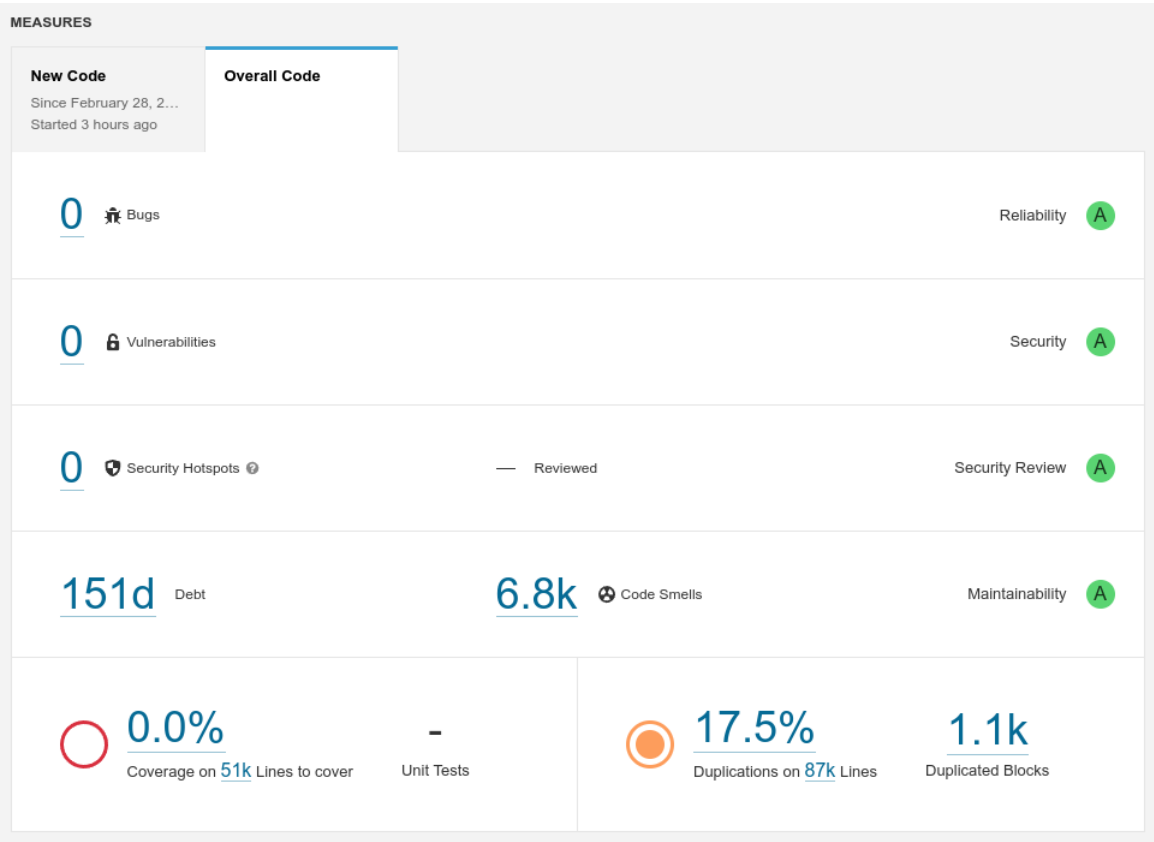 MEASURES
New Code
Since February 28, 2...
Started 3 hours ago
Overall Code
0 Bugs
Reliability A
0 Vulnerabilities
Security A
0 Security Hotspots ?
— Reviewed
Security Review A
151d Debt
6.8k Code Smells
Maintainability A
0.0%
Coverage on 51k Lines to cover
-
Unit Tests
17.5%
Duplications on 87k Lines
1.1k
Duplicated Blocks